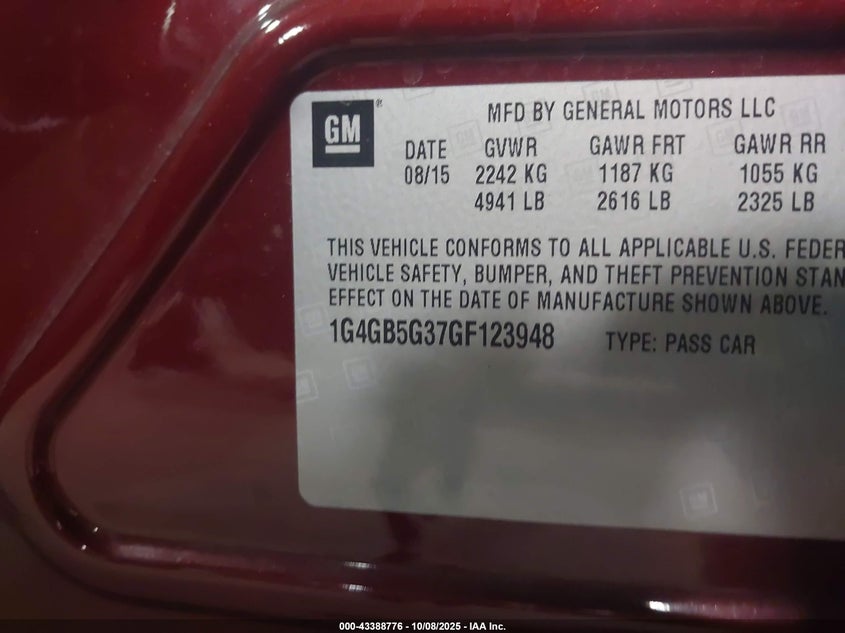 GM®
MFD BY GENERAL MOTORS LLC
DATE GVWR GAWR FRT GAWR RR
08/15 2242 KG 1187 KG 1055 KG
4941 LB 2616 LB 2325 LB
THIS VEHICLE CONFORMS TO ALL APPLICABLE U.S. FEDER
VEHICLE SAFETY, BUMPER, AND THEFT PREVENTION STAN
EFFECT ON THE DATE OF MANUFACTURE SHOWN ABOVE.
1G4GB5G37GF123948 TYPE: PASS CAR
GM
000-43388776 - 10/08/2025 - IAA Inc.